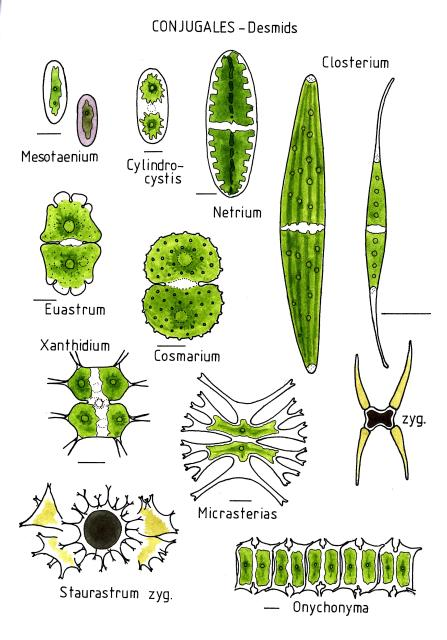 CONJUGALES – Desmids
Closterium
Mesotaenium
Cylindro-
cystis
Netrium
Euastrum
Cosmarium
Xanthidium
zyg.
Micrasterias
Staurastrum zyg.
Onychonyma